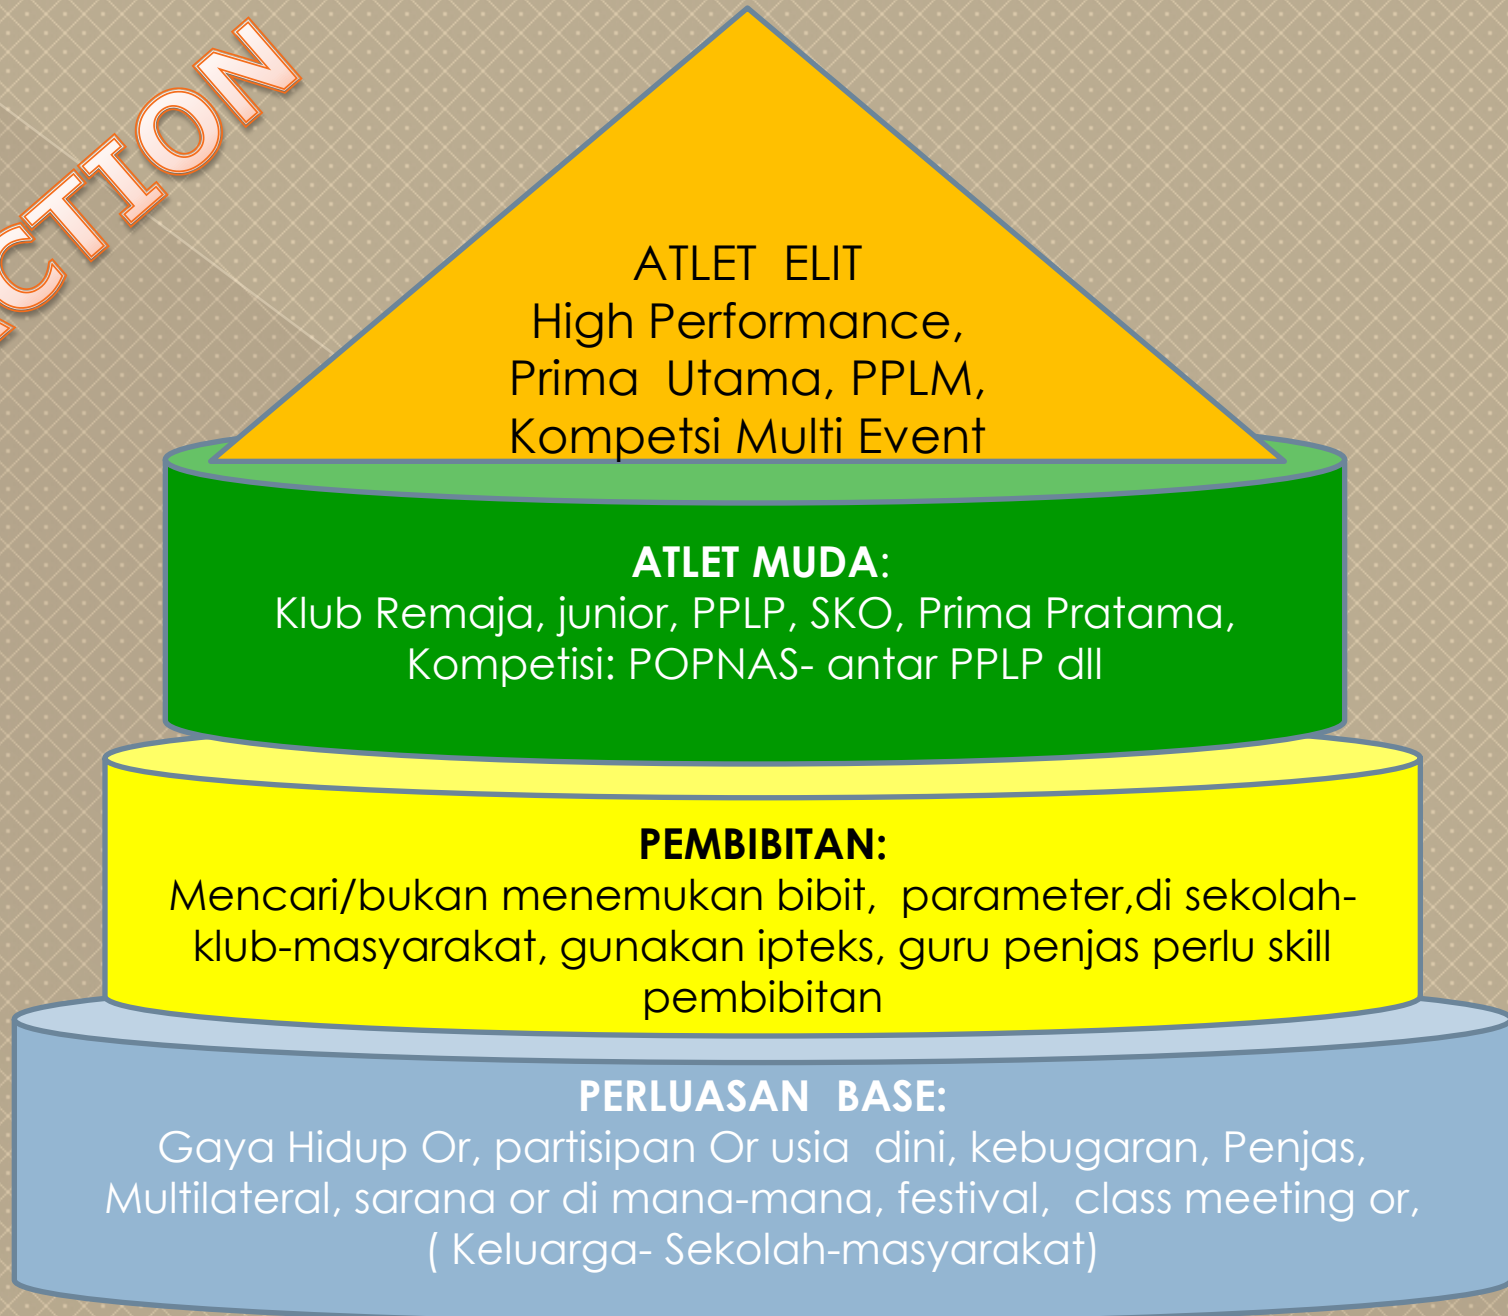 ACTION
ATLET ELIT
High Performance,
Prima Utama, PPLM,
Kompetsi Multi Event
ATLET MUDA:
Klub Remaja, junior, PPLP, SKO, Prima Pratama,
Kompetisi: POPNAS- antar PPLP dll
PEMBIBITAN:
Mencari/bukan menemukan bibit, parameter,di sekolah-
klub-masyarakat, gunakan ipteks, guru penjas perlu skill
pembibitan
PERLUASAN BASE:
Gaya Hidup Or, partisipan Or usia dini, kebugaran, Penjas,
Multilateral, sarana or di mana-mana, festival, class meeting or,
( Keluarga- Sekolah-masyarakat)